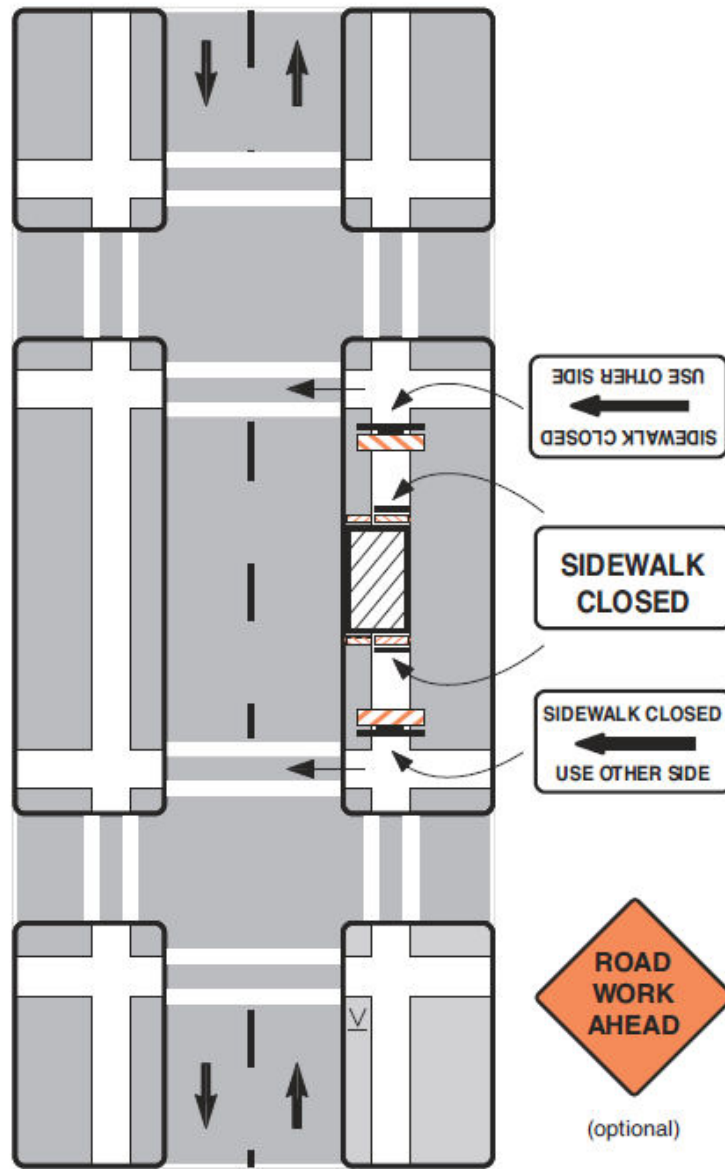 SIDEWALK CLOSED
USE OTHER SIDE
SIDEWALK
CLOSED
SIDEWALK CLOSED
USE OTHER SIDE
ROAD
WORK
AHEAD
(optional)